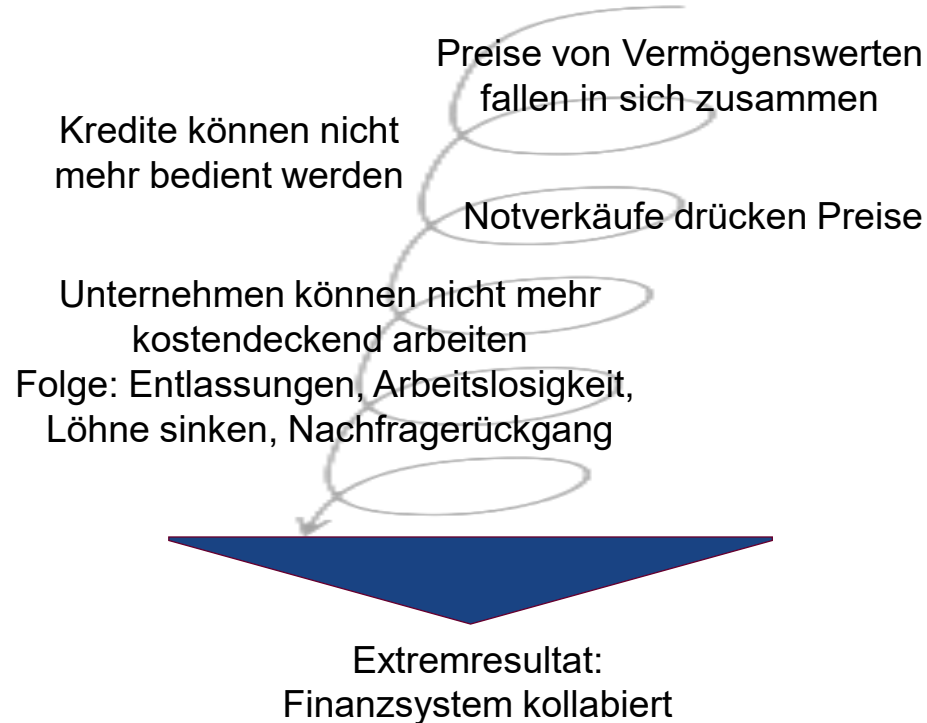 Preise von Vermögenswerten
fallen in sich zusammen
Kredite können nicht
mehr bedient werden
Notverkäufe drücken Preise
Unternehmen können nicht mehr
kostendeckend arbeiten
Folge: Entlassungen, Arbeitslosigkeit,
Löhne sinken, Nachfragerückgang
Extremresultat:
Finanzsystem kollabiert